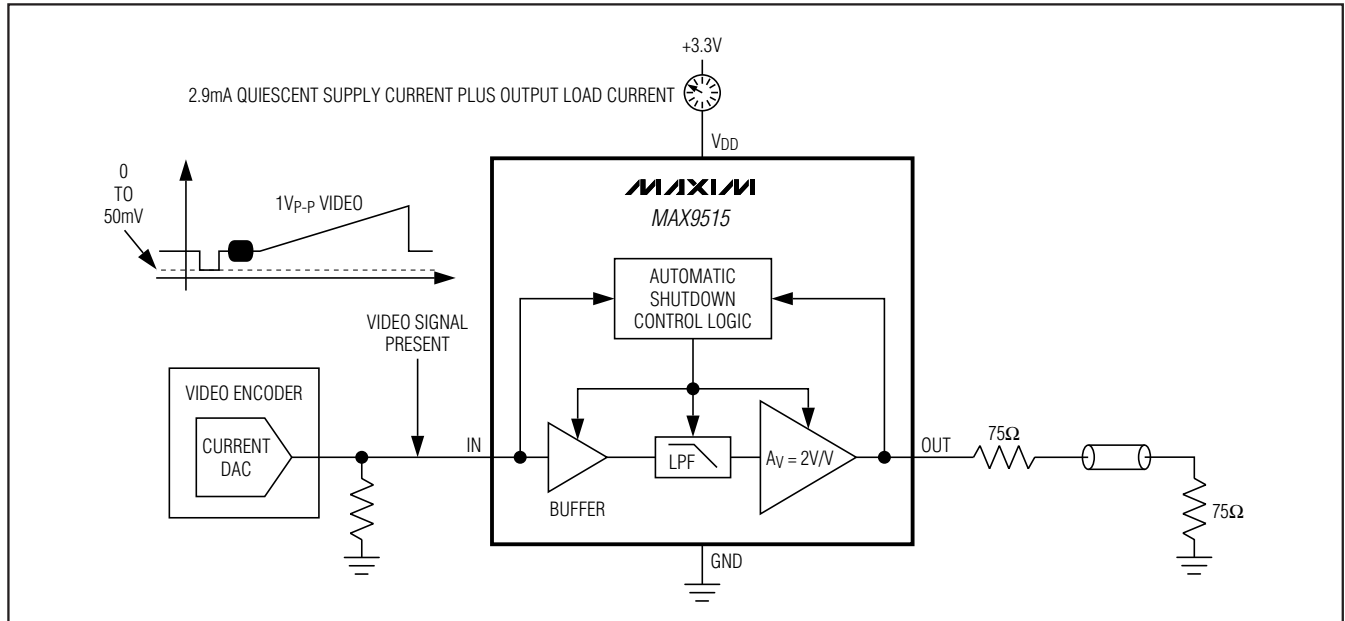 +3.3V
2.9mA QUIESCENT SUPPLY CURRENT PLUS OUTPUT LOAD CURRENT
VDD
0
TO
50mV
1VP-P VIDEO
MAXIM
MAX9515
AUTOMATIC
SHUTDOWN
CONTROL LOGIC
VIDEO SIGNAL
PRESENT
VIDEO ENCODER
CURRENT
DAC
IN
BUFFER
LPF
AV = 2V/V
OUT
75Ω
75Ω
GND